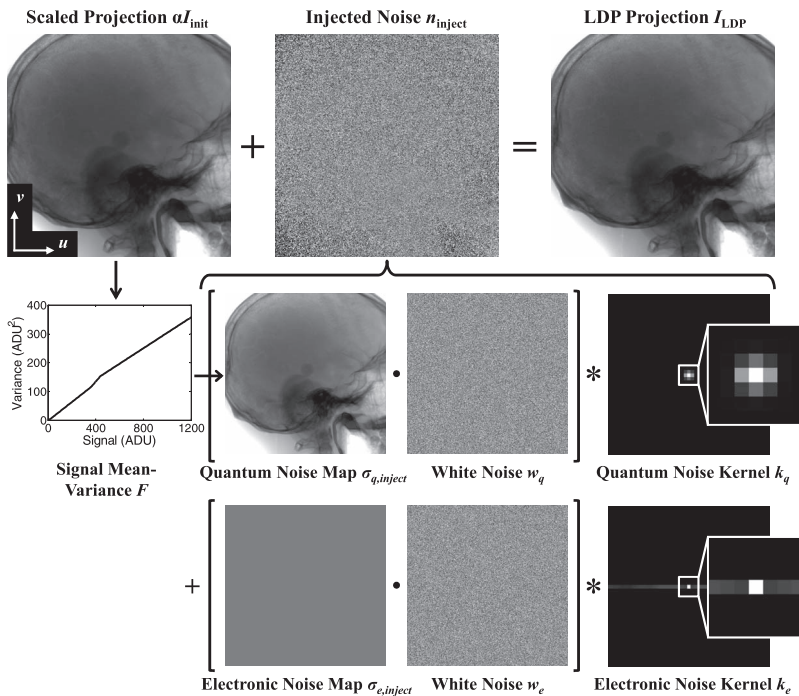 Scaled Projection αI_init
Injected Noise n_inject
LDP Projection I_LDP
+
=
v
u
400
300
200
100
0
Variance (ADU²)
0 400 800 1200
Signal (ADU)
Signal Mean-
Variance F
[ • ] *
Quantum Noise Map σ_q,inject
White Noise w_q
Quantum Noise Kernel k_q
+ [ • ] *
Electronic Noise Map σ_e,inject
White Noise w_e
Electronic Noise Kernel k_e